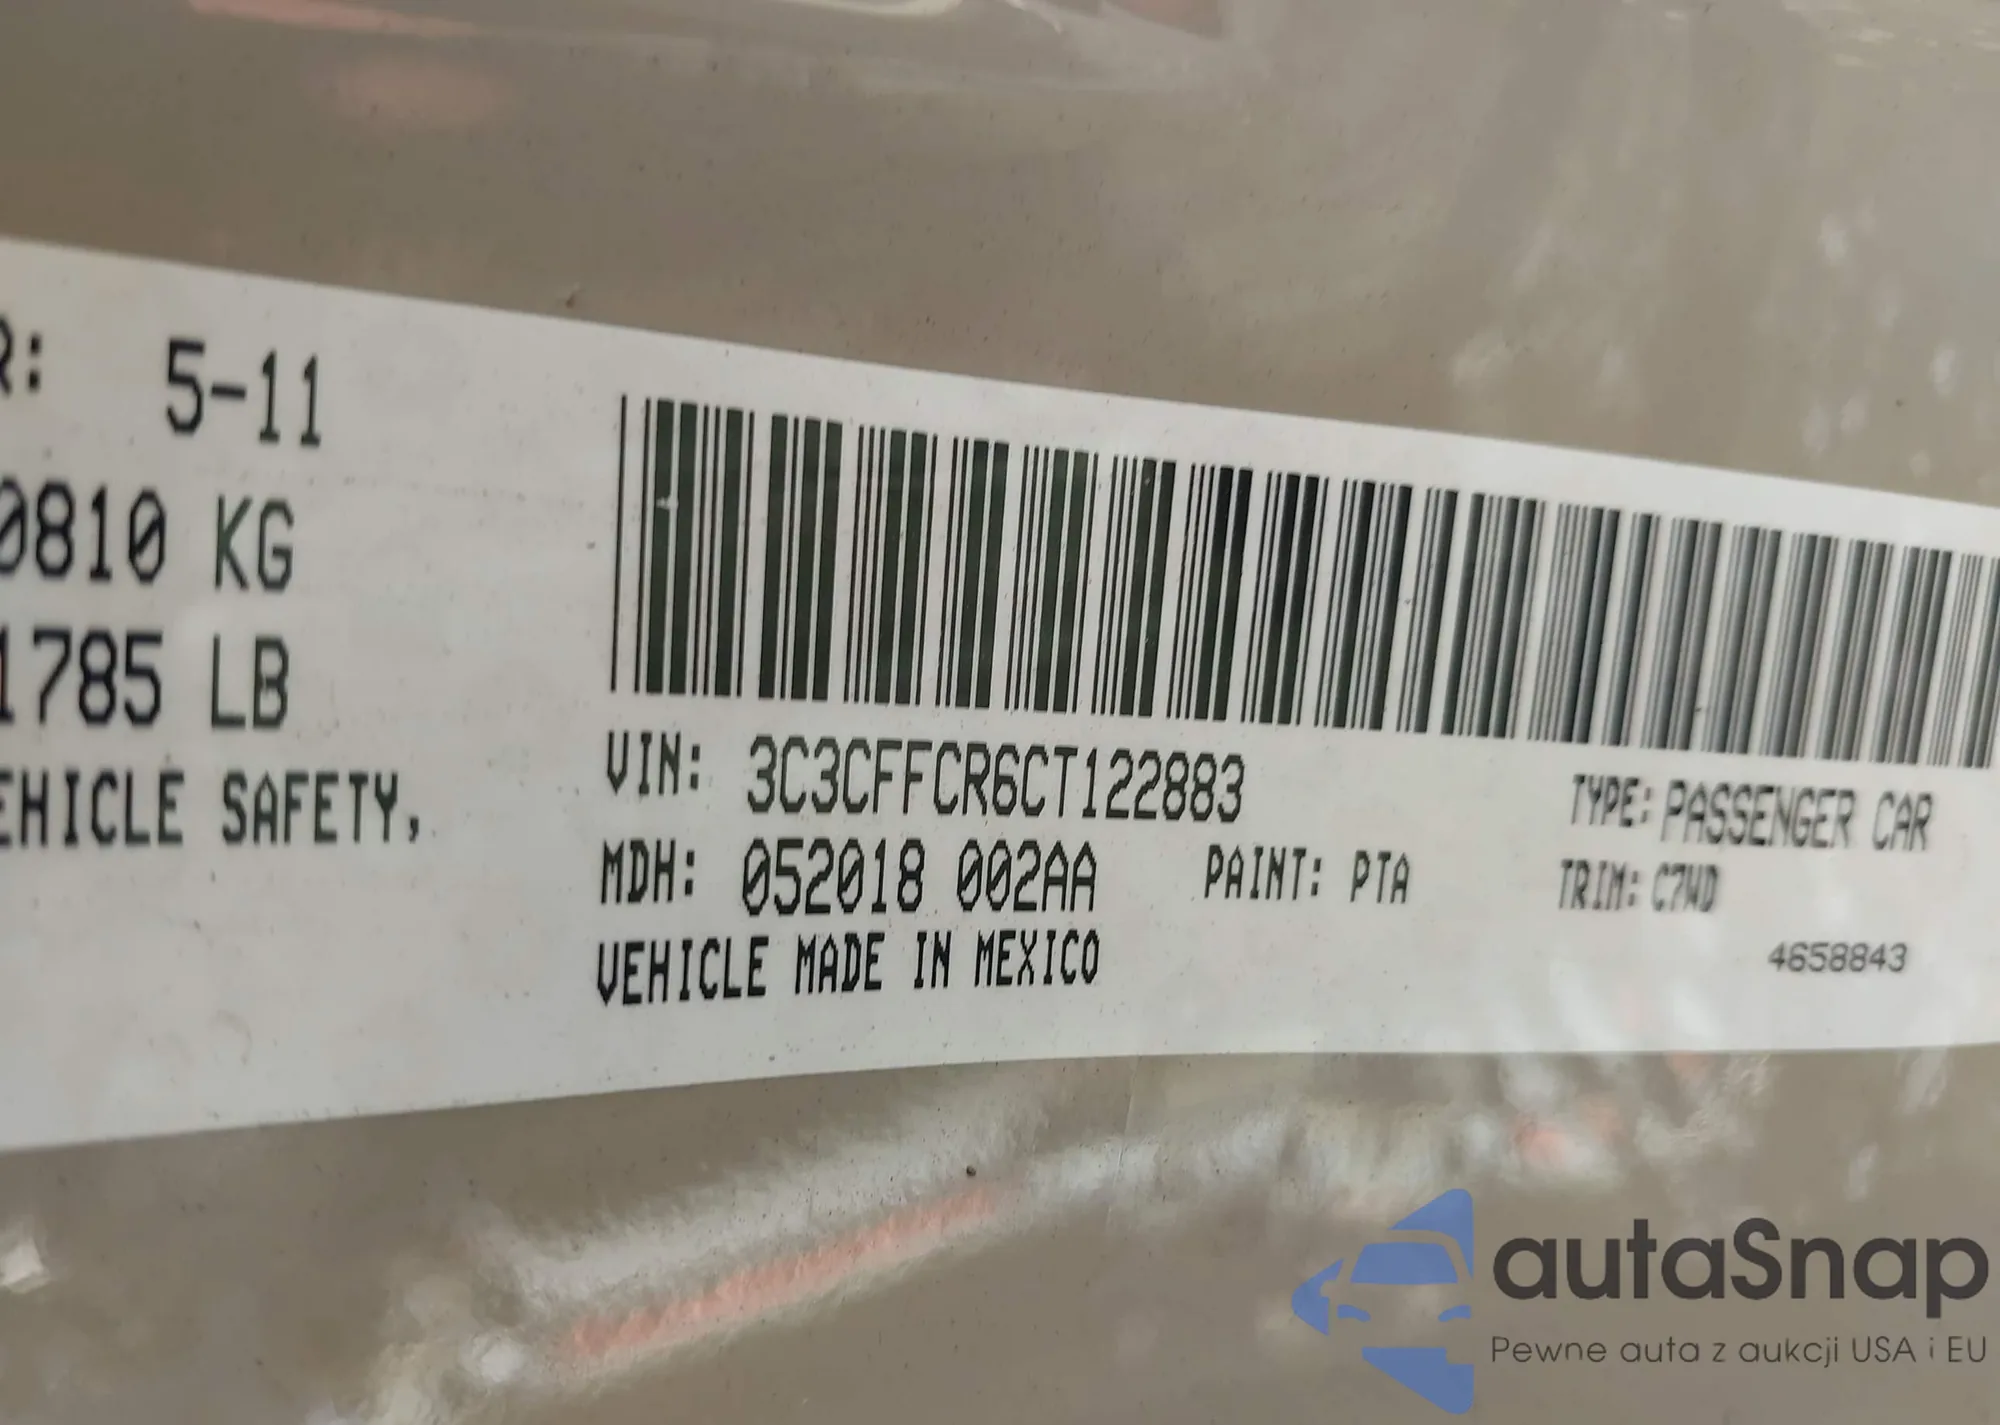 R: 5-11
0810 KG
1785 LB
EHICLE SAFETY,
VIN: 3C3CFFCR6CT122883
TYPE: PASSENGER CAR
MDH: 052018 002AA
PAINT: PTA
TRIM: C7WD
VEHICLE MADE IN MEXICO
4658843
autaSnap
Pewne auta z aukcji USA i EU